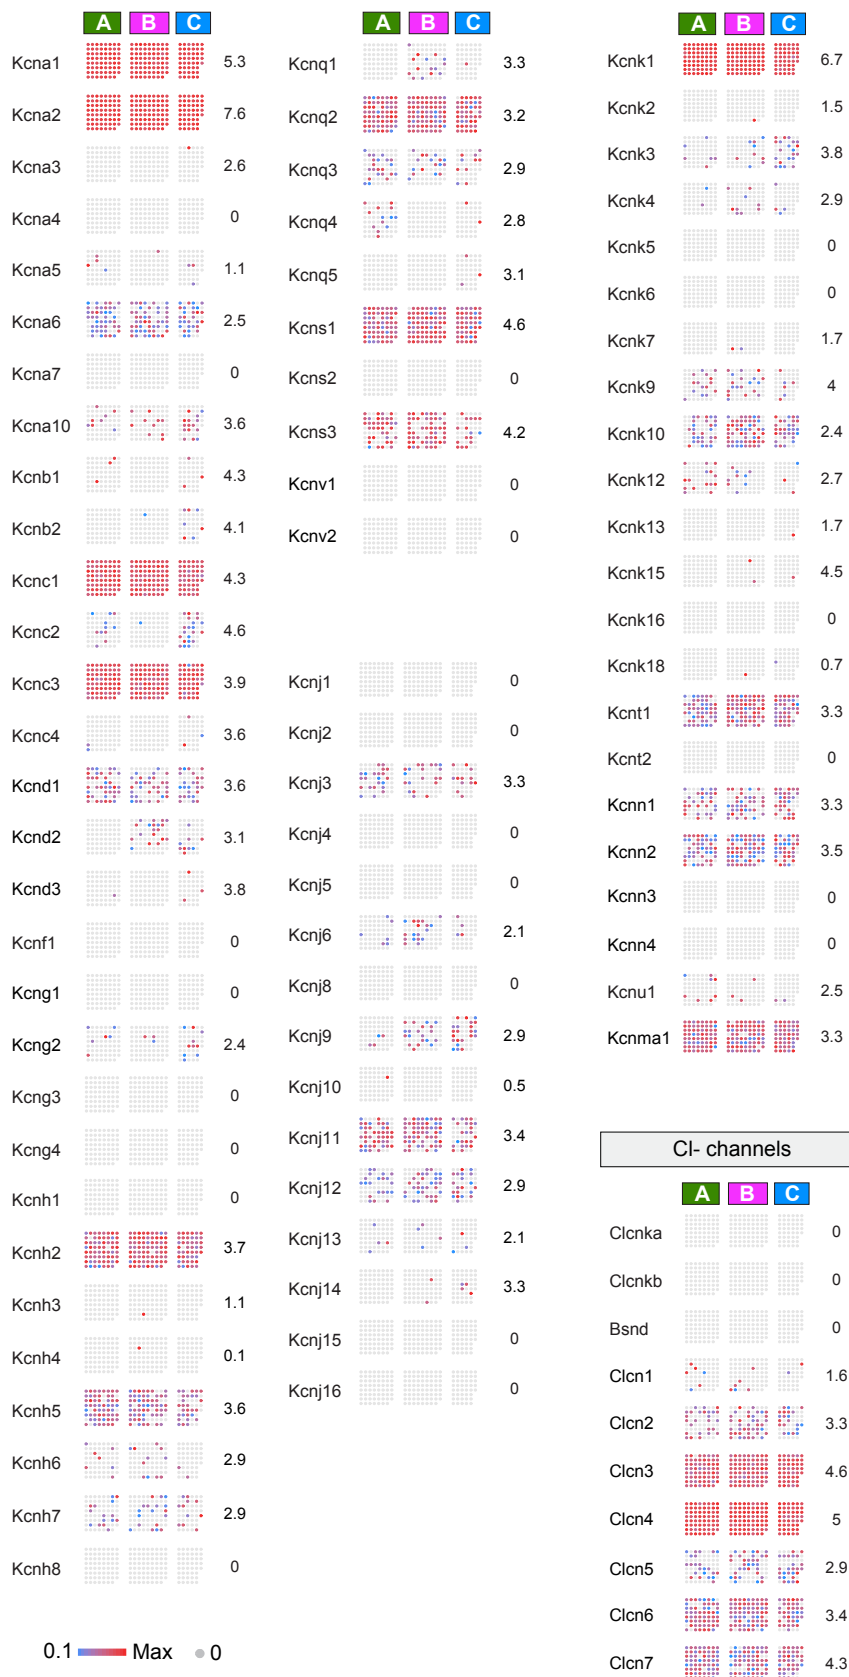 A B C
Kcna1 5.3
Kcna2 7.6
Kcna3 2.6
Kcna4 0
Kcna5 1.1
Kcna6 2.5
Kcna7 0
Kcna10 3.6
Kcnb1 4.3
Kcnb2 4.1
Kcnc1 4.3
Kcnc2 4.6
Kcnc3 3.9
Kcnc4 3.6
Kcnd1 3.6
Kcnd2 3.1
Kcnd3 3.8
Kcnf1 0
Kcng1 0
Kcng2 2.4
Kcng3 0
Kcng4 0
Kcnh1 0
Kcnh2 3.7
Kcnh3 1.1
Kcnh4 0.1
Kcnh5 3.6
Kcnh6 2.9
Kcnh7 2.9
Kcnh8 0
0.1 Max 0
A B C
Kcnq1 3.3
Kcnq2 3.2
Kcnq3 2.9
Kcnq4 2.8
Kcnq5 3.1
Kcns1 4.6
Kcns2 0
Kcns3 4.2
Kcnv1 0
Kcnv2 0
Kcnj1 0
Kcnj2 0
Kcnj3 3.3
Kcnj4 0
Kcnj5 0
Kcnj6 2.1
Kcnj8 0
Kcnj9 2.9
Kcnj10 0.5
Kcnj11 3.4
Kcnj12 2.9
Kcnj13 2.1
Kcnj14 3.3
Kcnj15 0
Kcnj16 0
A B C
Kcnk1 6.7
Kcnk2 1.5
Kcnk3 3.8
Kcnk4 2.9
Kcnk5 0
Kcnk6 0
Kcnk7 1.7
Kcnk9 4
Kcnk10 2.4
Kcnk12 2.7
Kcnk13 1.7
Kcnk15 4.5
Kcnk16 0
Kcnk18 0.7
Kcnt1 3.3
Kcnt2 0
Kcnn1 3.3
Kcnn2 3.5
Kcnn3 0
Kcnn4 0
Kcnu1 2.5
Kcnma1 3.3
Cl- channels
A B C
Clcnka 0
Clcnkb 0
Bsnd 0
Clcn1 1.6
Clcn2 3.3
Clcn3 4.6
Clcn4 5
Clcn5 2.9
Clcn6 3.4
Clcn7 4.3